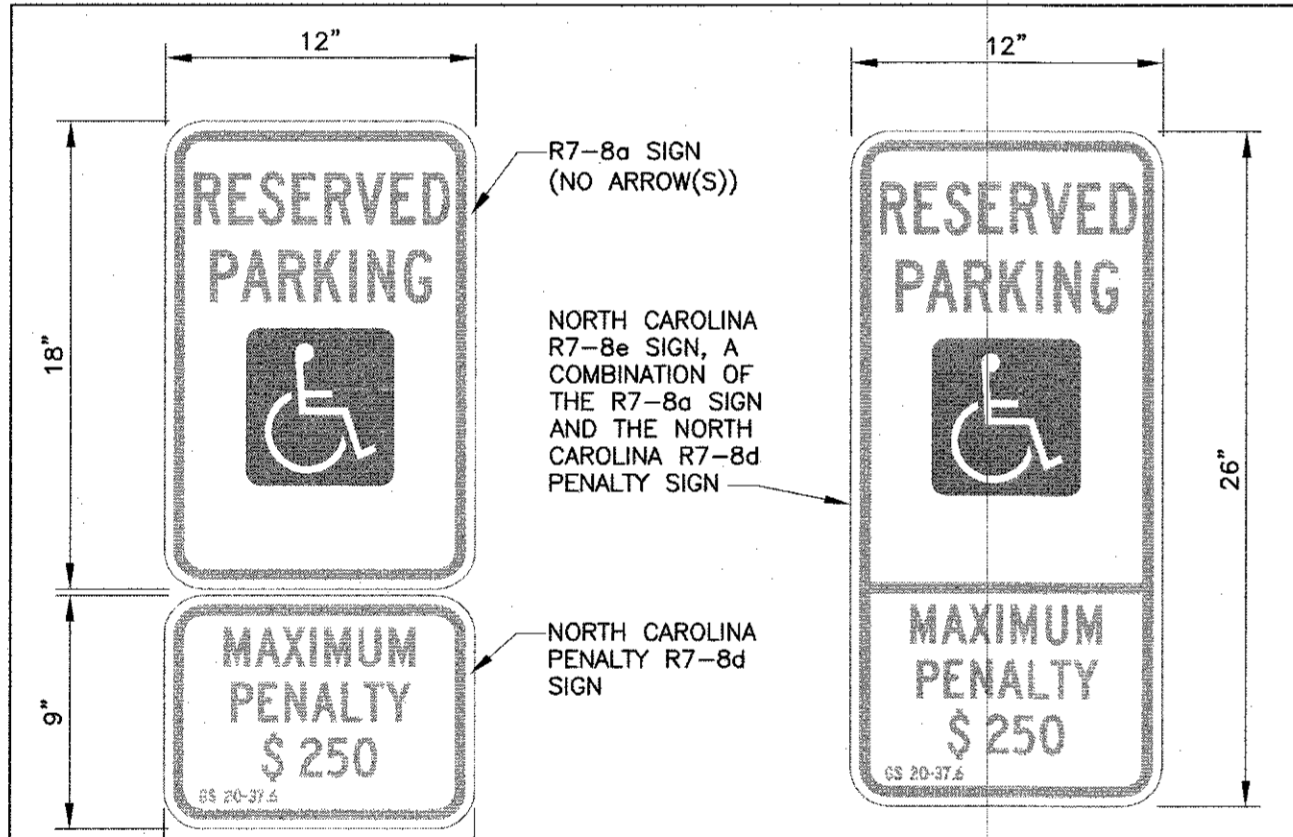 12"
18"
RESERVED
PARKING
R7-8a SIGN
(NO ARROW(S))
9"
MAXIMUM
PENALTY
$ 250
GS 20-37.6
NORTH CAROLINA
PENALTY R7-8d
SIGN
NORTH CAROLINA
R7-8e SIGN, A
COMBINATION OF
THE R7-8a SIGN
AND THE NORTH
CAROLINA R7-8d
PENALTY SIGN
12"
26"
RESERVED
PARKING
MAXIMUM
PENALTY
$ 250
GS 20-37.6